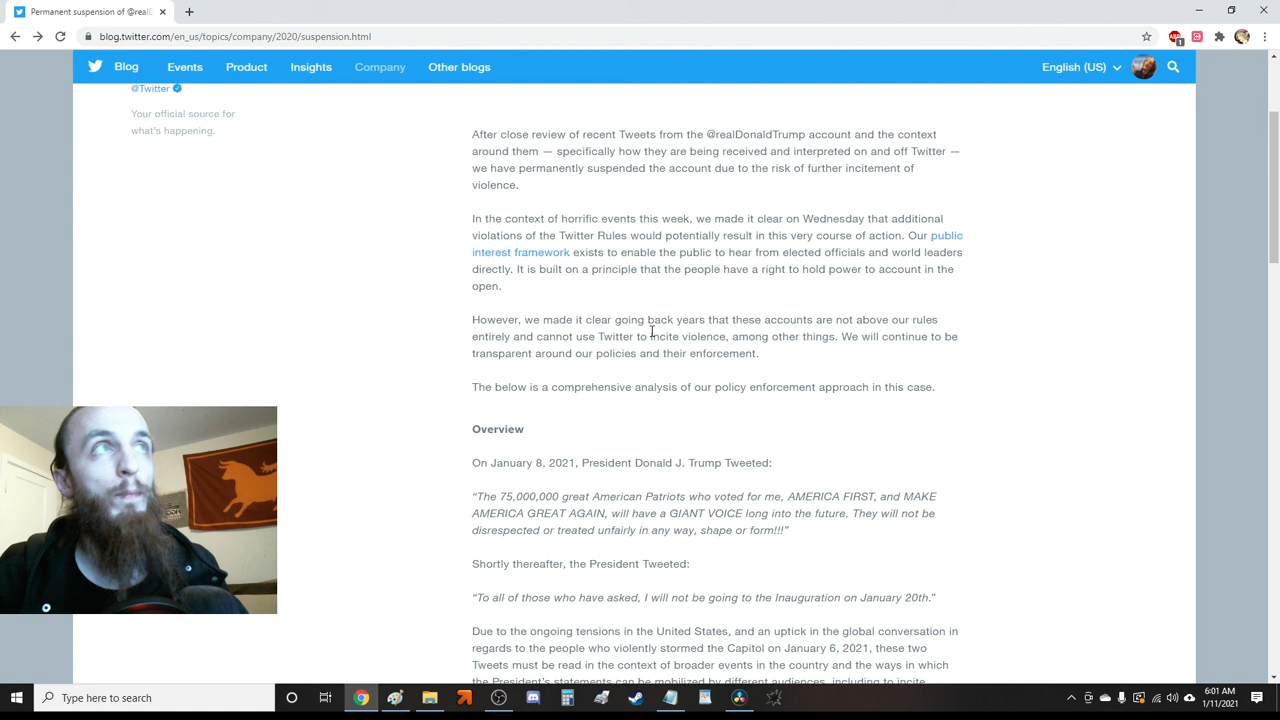 Permanent suspension of @realD
blog.twitter.com/en_us/topics/company/2020/suspension.html
1
Blog Events Product Insights Company Other blogs English (US)
@Twitter
Your official source for
what's happening.
After close review of recent Tweets from the @realDonaldTrump account and the context
around them — specifically how they are being received and interpreted on and off Twitter —
we have permanently suspended the account due to the risk of further incitement of
violence.
In the context of horrific events this week, we made it clear on Wednesday that additional
violations of the Twitter Rules would potentially result in this very course of action. Our public
interest framework exists to enable the public to hear from elected officials and world leaders
directly. It is built on a principle that the people have a right to hold power to account in the
open.
However, we made it clear going back years that these accounts are not above our rules
entirely and cannot use Twitter to incite violence, among other things. We will continue to be
transparent around our policies and their enforcement.
The below is a comprehensive analysis of our policy enforcement approach in this case.
Overview
On January 8, 2021, President Donald J. Trump Tweeted:
“The 75,000,000 great American Patriots who voted for me, AMERICA FIRST, and MAKE
AMERICA GREAT AGAIN, will have a GIANT VOICE long into the future. They will not be
disrespected or treated unfairly in any way, shape or form!!!”
Shortly thereafter, the President Tweeted:
“To all of those who have asked, I will not be going to the Inauguration on January 20th.”
Due to the ongoing tensions in the United States, and an uptick in the global conversation in
regards to the people who violently stormed the Capitol on January 6, 2021, these two
Tweets must be read in the context of broader events in the country and the ways in which
the President's statements can be mobilized by different audiences, including to incite
Type here to search
6:01 AM
1/11/2021